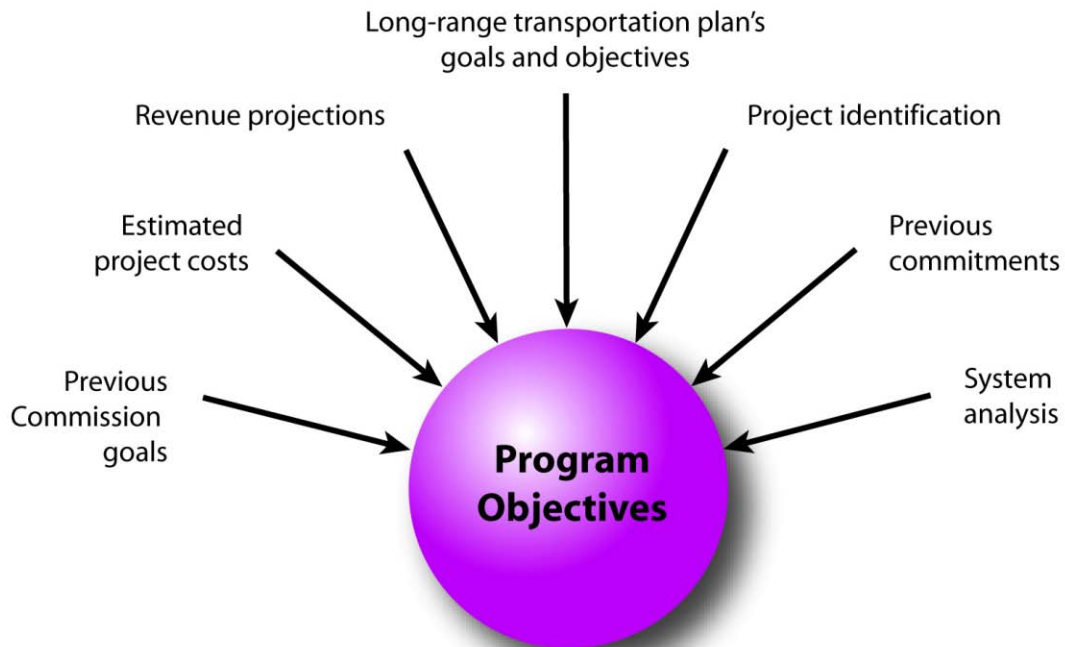 Long-range transportation plan's
goals and objectives
Revenue projections
Project identification
Estimated
project costs
Previous
commitments
Previous
Commission
goals
System
analysis
Program
Objectives